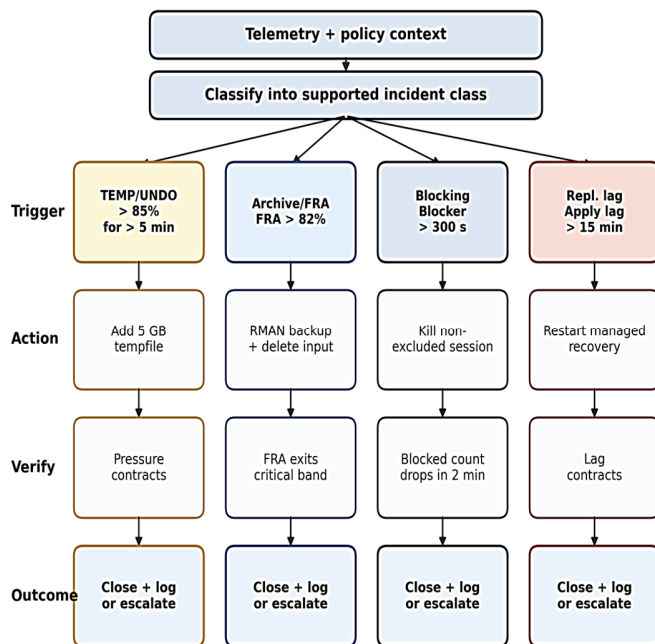 Telemetry + policy context
Classify into supported incident class
Trigger
TEMP/UNDO
> 85%
for > 5 min
Archive/FRA
FRA > 82%
Blocking
Blocker
> 300 s
Repl. lag
Apply lag
> 15 min
Action
Add 5 GB
tempfile
RMAN backup
+ delete input
Kill non-
excluded session
Restart managed
recovery
Verify
Pressure
contracts
FRA exits
critical band
Blocked count
drops in 2 min
Lag
contracts
Outcome
Close + log
or escalate
Close + log
or escalate
Close + log
or escalate
Close + log
or escalate